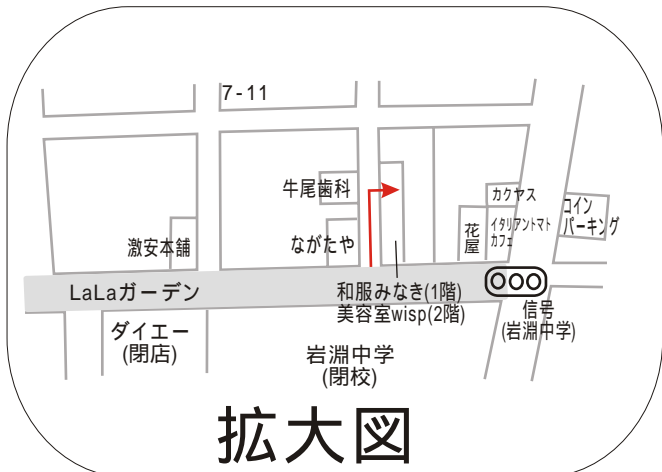 7-11
牛尾歯科
カクヤス
コイン
パーキング
激安本舗
ながたや
花屋
イタリアントマト
カフェ
LaLaガーデン
和服みなき(1階)
美容室wisp(2階)
信号
(岩淵中学)
ダイエー
(閉店)
岩淵中学
(閉校)
拡大図